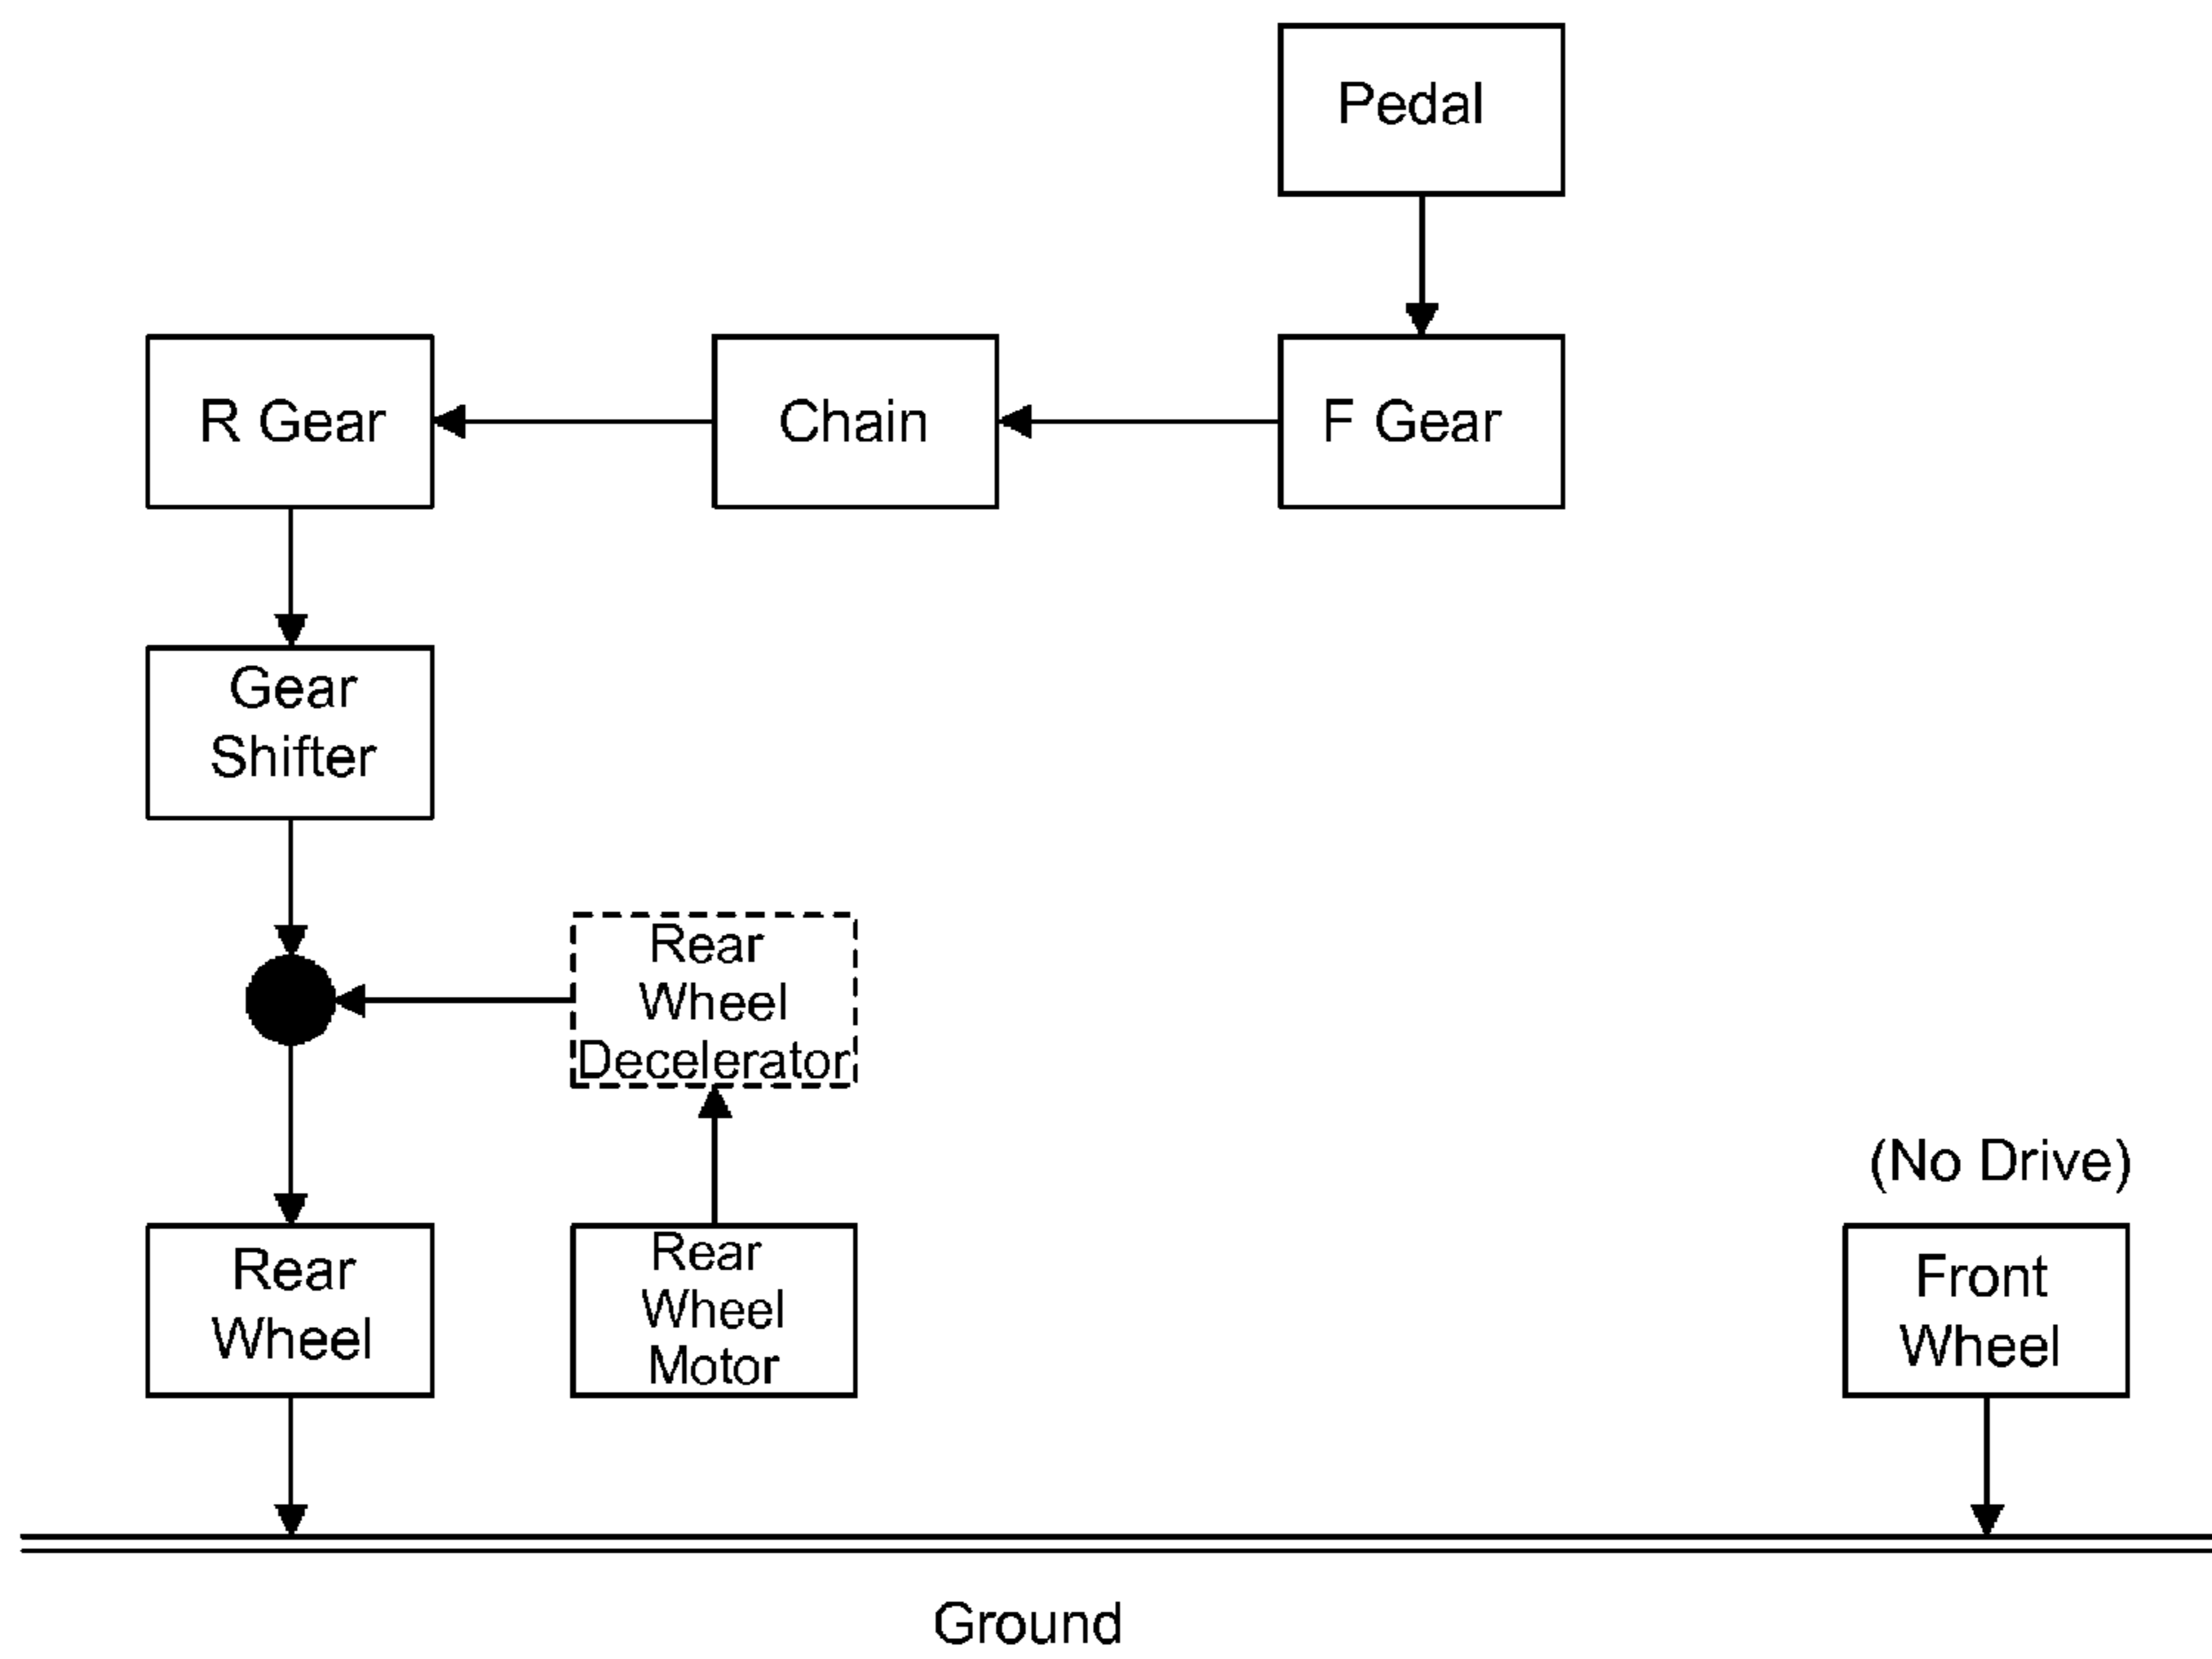 Pedal
R Gear
Chain
F Gear
Gear
Shifter
Rear
Wheel
Decelerator
(No Drive)
Rear
Wheel
Rear
Wheel
Motor
Front
Wheel
Ground